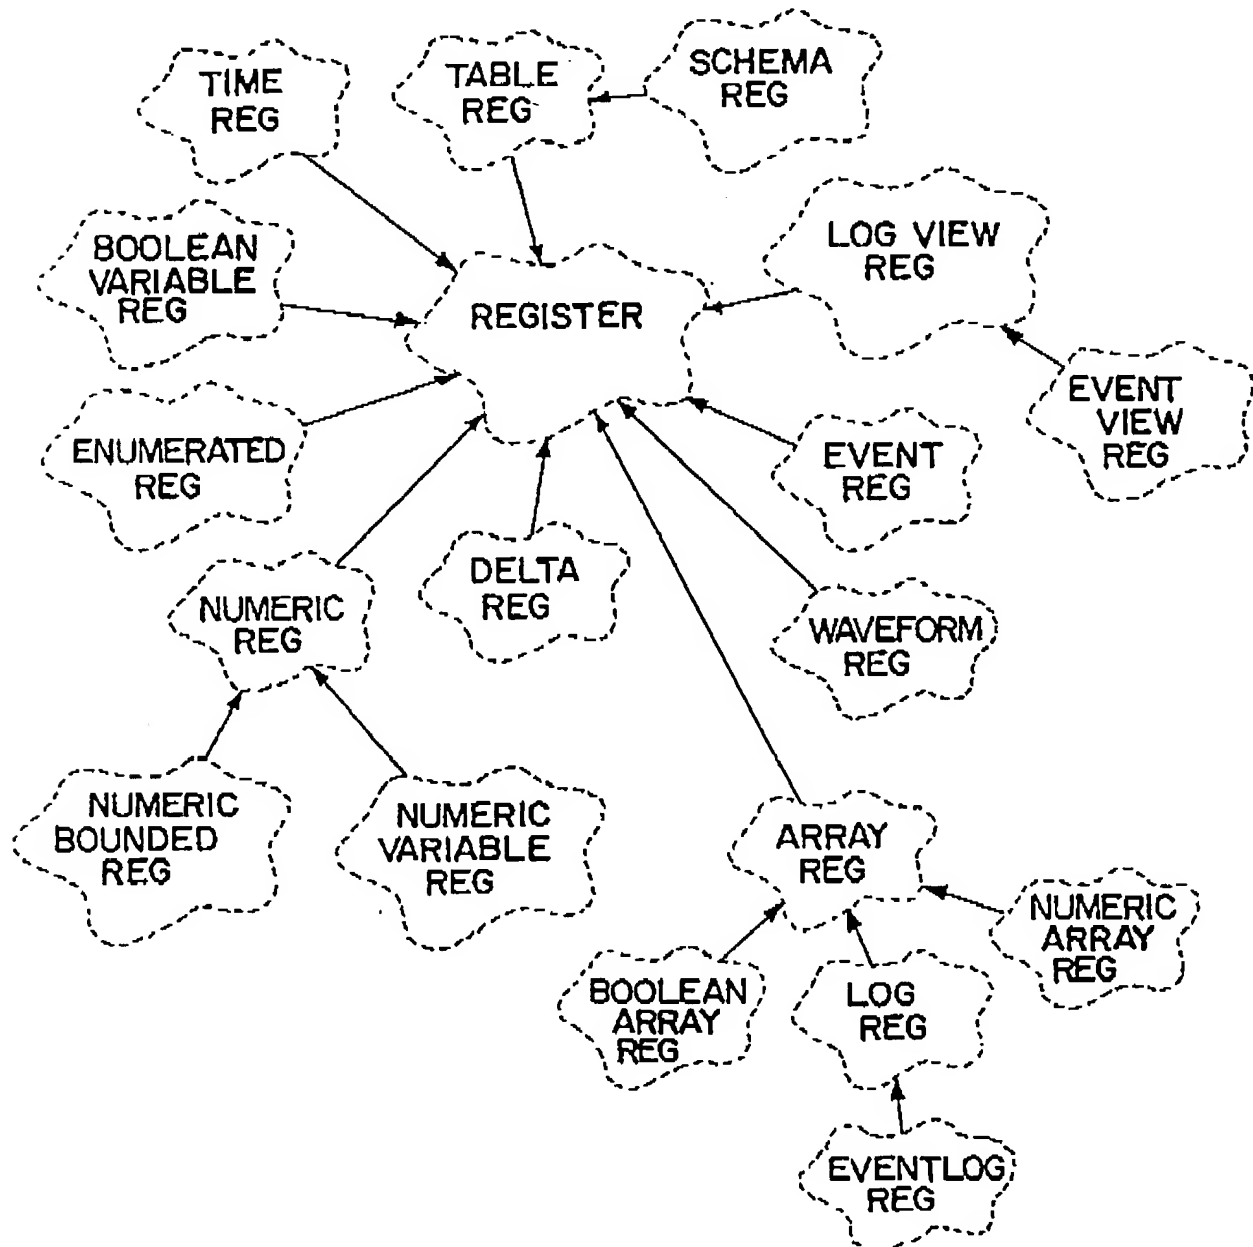 TIME
REG
TABLE
REG
SCHEMA
REG
BOOLEAN
VARIABLE
REG
REGISTER
LOG VIEW
REG
EVENT
VIEW
REG
ENUMERATED
REG
EVENT
REG
NUMERIC
REG
DELTA
REG
WAVEFORM
REG
NUMERIC
BOUNDED
REG
NUMERIC
VARIABLE
REG
ARRAY
REG
NUMERIC
ARRAY
REG
BOOLEAN
ARRAY
REG
LOG
REG
EVENTLOG
REG